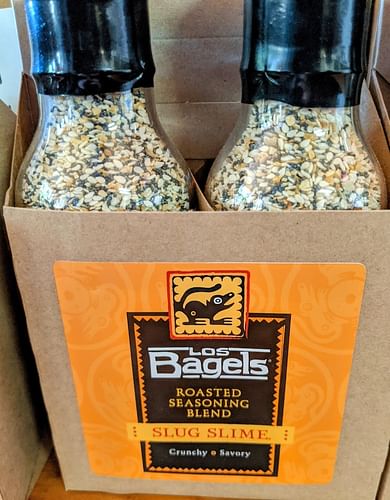 LOS
Bagels
ROASTED
SEASONING
BLEND
SLUG SLIME
Crunchy • Savory